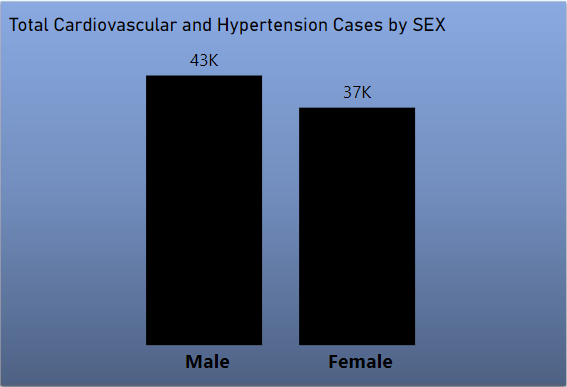 Total Cardiovascular and Hypertension Cases by SEX
43K
37K
Male
Female